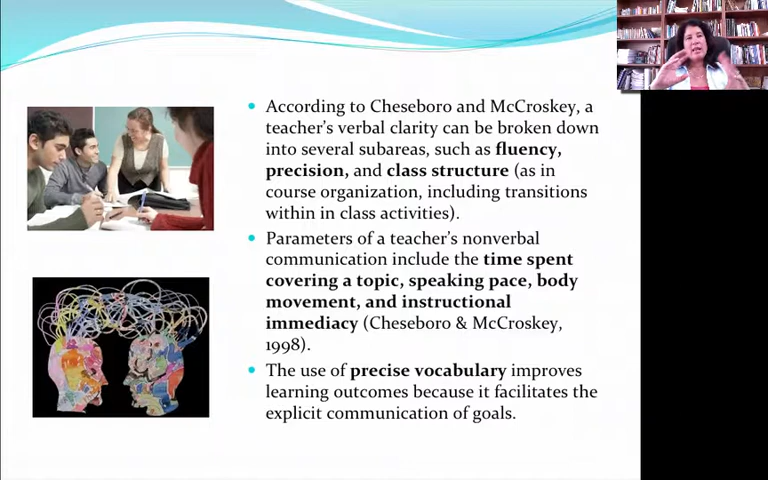 According to Cheseboro and McCroskey, a
teacher's verbal clarity can be broken down
into several subareas, such as fluency,
precision, and class structure (as in
course organization, including transitions
within in class activities).
Parameters of a teacher's nonverbal
communication include the time spent
covering a topic, speaking pace, body
movement, and instructional
immediacy (Cheseboro & McCroskey,
1998).
The use of precise vocabulary improves
learning outcomes because it facilitates the
explicit communication of goals.